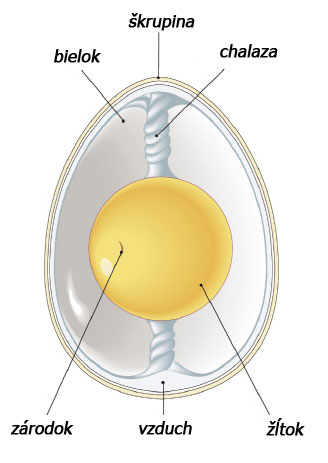 škrupina
bielok
chalaza
zárodok
vzduch
žĺtok